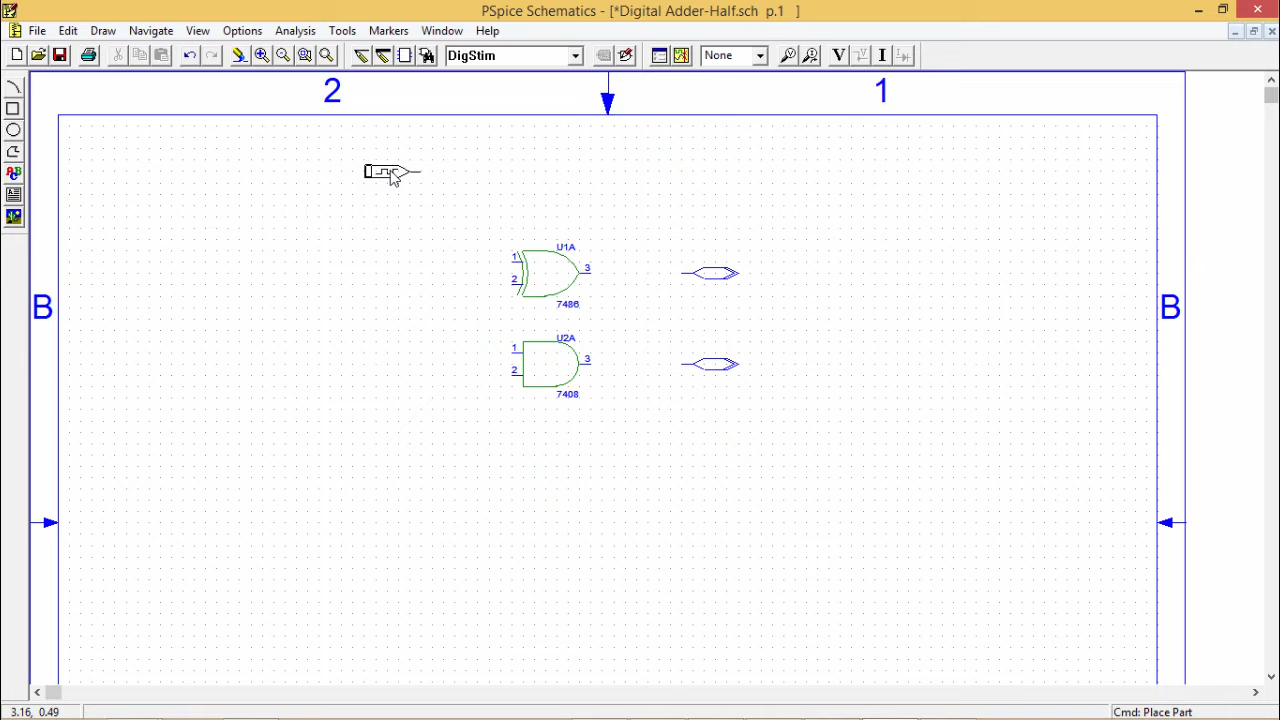 PSpice Schematics - [*Digital Adder-Half.sch p.1 ]
File Edit Draw Navigate View Options Analysis Tools Markers Window Help
DigStim None V V I I
2 1
B B
U1A
1
2
3
7486
U2A
1
2
3
7408
3.16, 0.49 Cmd: Place Part